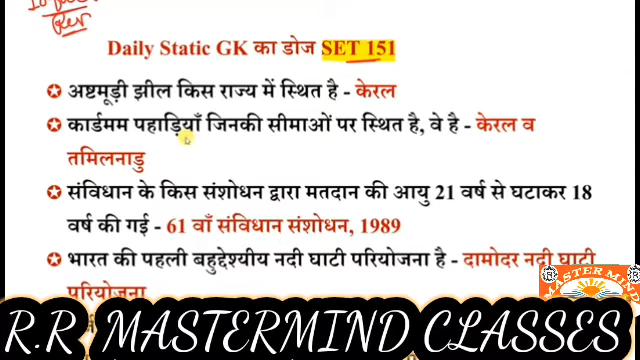 Daily Static GK का डोज SET 151
अष्टमूड़ी झील किस राज्य में स्थित है - केरल
कार्डमम पहाड़ियाँ जिनकी सीमाओं पर स्थित है, वे है - केरल व
तमिलनाडु
संविधान के किस संशोधन द्वारा मतदान की आयु 21 वर्ष से घटाकर 18
वर्ष की गई - 61 वाँ संविधान संशोधन, 1989
भारत की पहली बहुद्देश्यीय नदी घाटी परियोजना है - दामोदर नदी घाटी
परियोजना
MASTER MIND
R.R MASTERMIND CLASSES